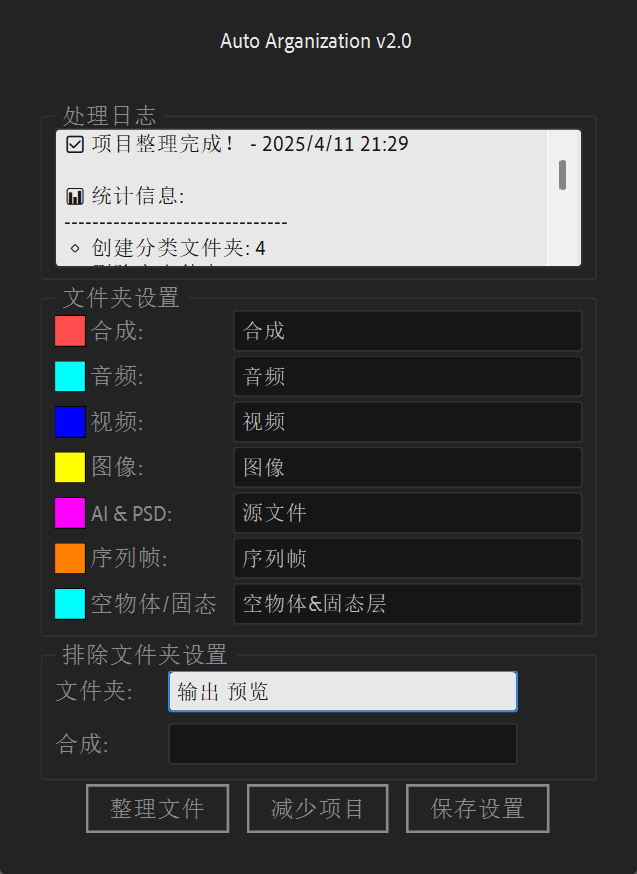 Auto Arganization v2.0
处理日志
☑ 项目整理完成! - 2025/4/11 21:29
📊 统计信息:
--------------------------------
◇ 创建分类文件夹: 4
文件夹设置
合成: 合成
音频: 音频
视频: 视频
图像: 图像
AI & PSD: 源文件
序列帧: 序列帧
空物体/固态 空物体&固态层
排除文件夹设置
文件夹: 输出 预览
合成:
整理文件 减少项目 保存设置